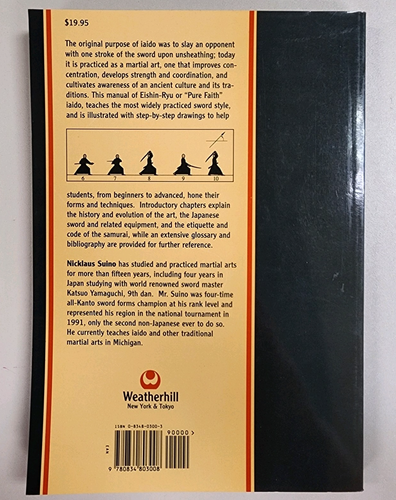 $19.95
The original purpose of iaido was to slay an opponent
with one stroke of the sword upon unsheathing; today
it is practiced as a martial art, one that improves con-
centration, develops strength and coordination, and
cultivates awareness of an ancient culture and its tra-
ditions. This manual of Eishin-Ryu or "Pure Faith"
iaido, teaches the most widely practiced sword style,
and is illustrated with step-by-step drawings to help
6 7 8 9 10
students, from beginners to advanced, hone their
forms and techniques. Introductory chapters explain
the history and evolution of the art, the Japanese
sword and related equipment, and the etiquette and
code of the samurai, while an extensive glossary and
bibliography are provided for further reference.
Nicklaus Suino has studied and practiced martial arts
for more than fifteen years, including four years in
Japan studying with world renowned sword master
Katsuo Yamaguchi, 9th dan. Mr. Suino was four-time
all-Kanto sword forms champion at his rank level and
represented his region in the national tournament in
1991, only the second non-Japanese ever to do so.
He currently teaches iaido and other traditional
martial arts in Michigan.
Weatherhill
New York & Tokyo
ISBN 0-8348-0300-3
90000>
9 780834 803008